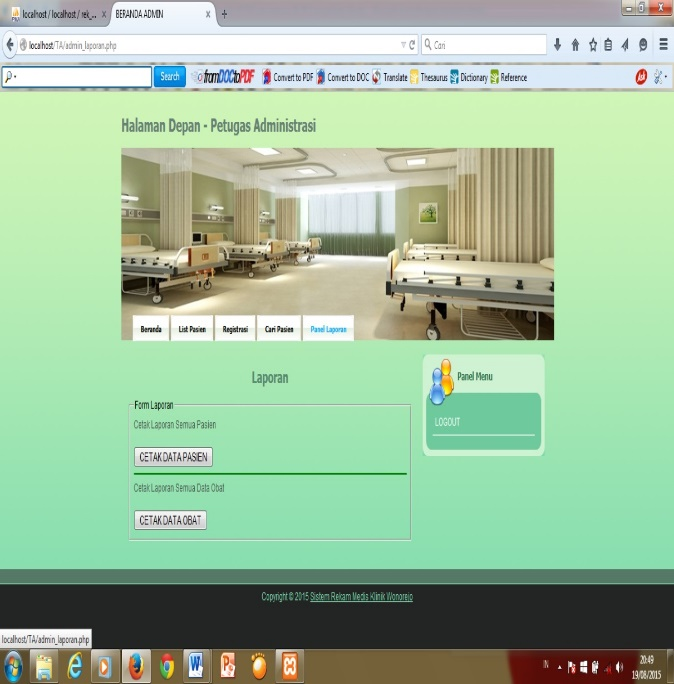 localhost / localhost / rek_...
BERANDA ADMIN
localhost/TA/admin_laporan.php
Cari
Search
fromDOCtoPDF
Convert to PDF
Convert to DOC
Translate
Thesaurus
Dictionary
Reference
Halaman Depan - Petugas Administrasi
Beranda
List Pasien
Registrasi
Cari Pasien
Panel Laporan
Laporan
Panel Menu
LOGOUT
Form Laporan
Cetak Laporan Semua Pasien
CETAK DATA PASIEN
Cetak Laporan Semua Data Obat
CETAK DATA OBAT
Copyright © 2015 Sistem Rekam Medis Klinik Wonorejo
localhost/TA/admin_laporan.php
IN
20:49
19/08/2015